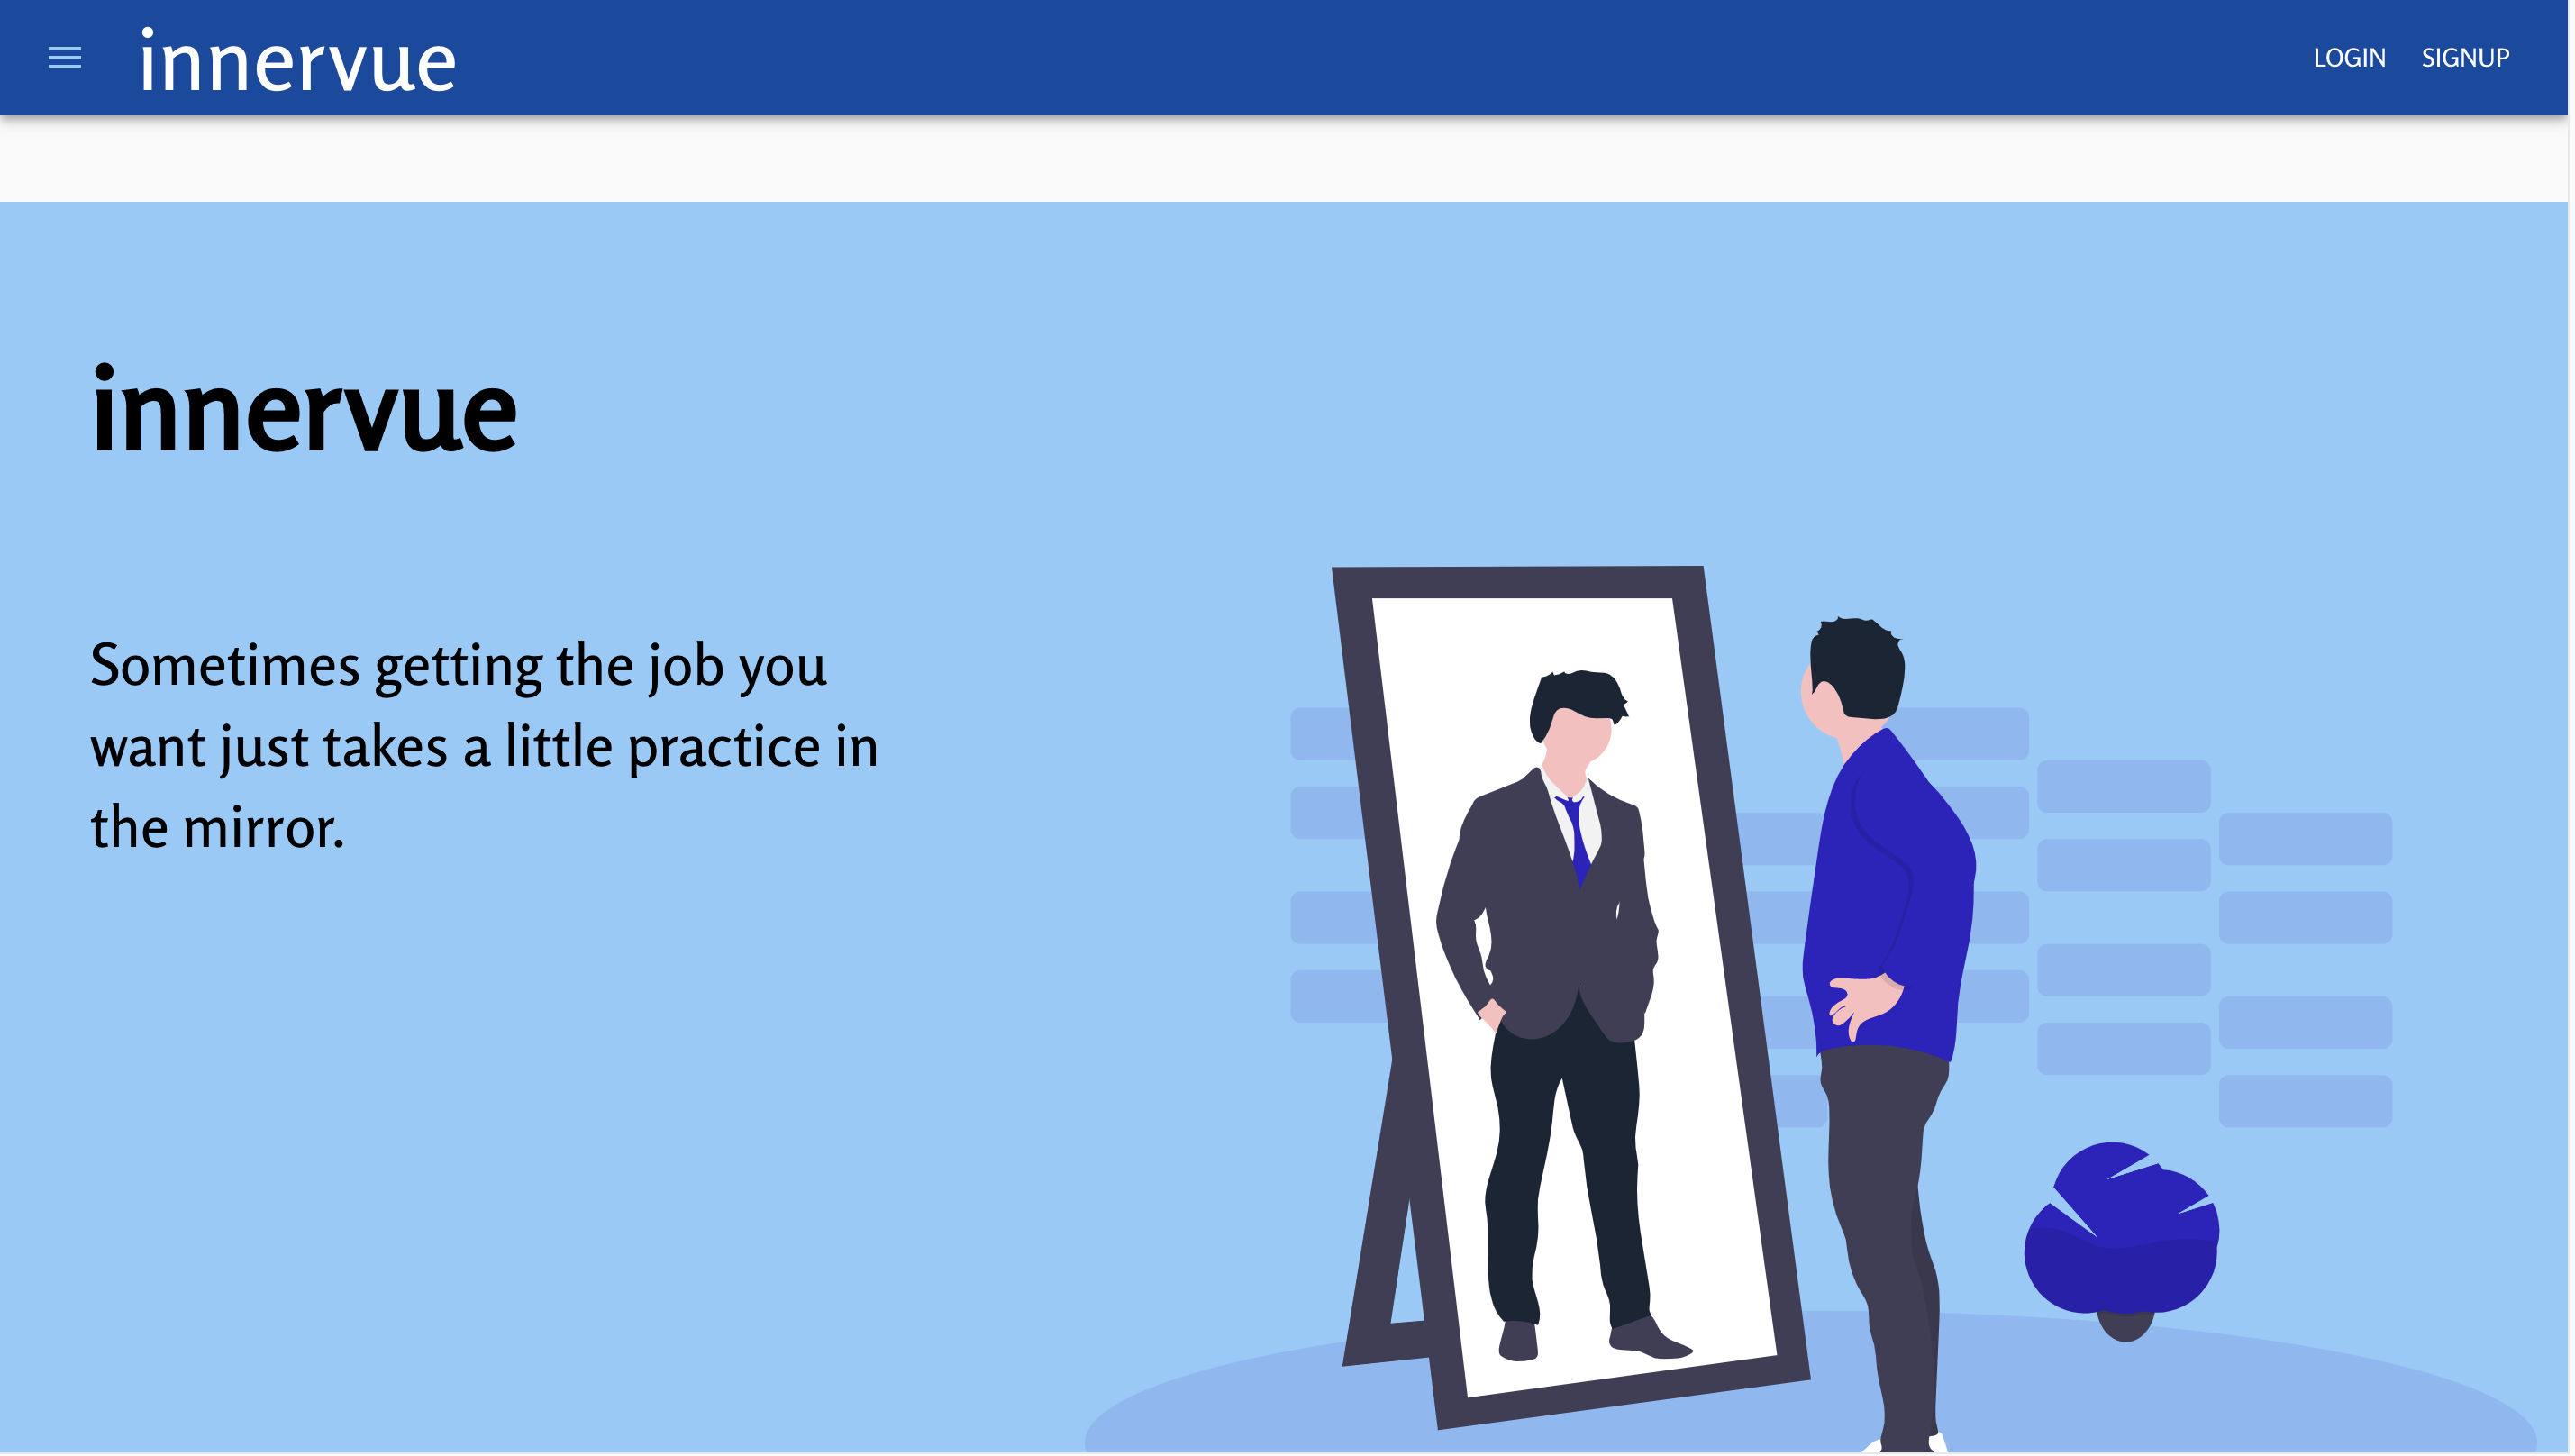 innervue
LOGIN SIGNUP
innervue
Sometimes getting the job you
want just takes a little practice in
the mirror.